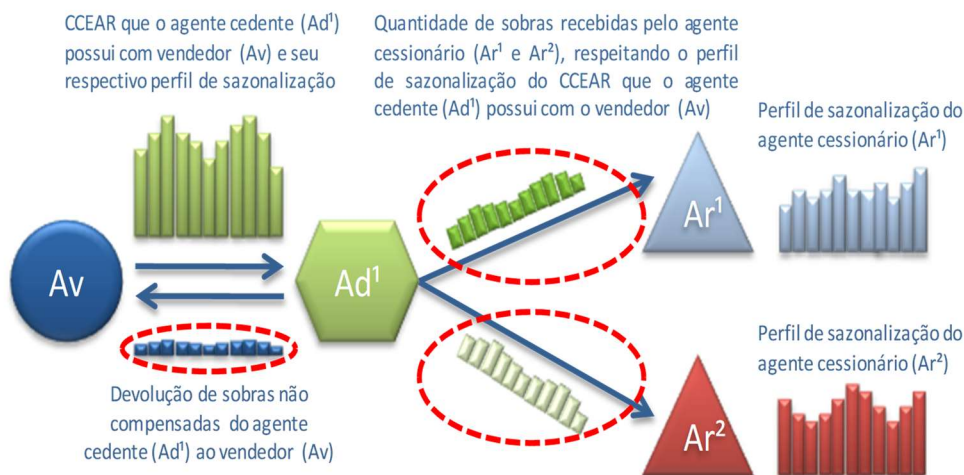 CCEAR que o agente cedente (Ad¹)
possui com vendedor (Av) e seu
respectivo perfil de sazonalização
Quantidade de sobras recebidas pelo agente
cessionário (Ar¹ e Ar²), respeitando o perfil
de sazonalização do CCEAR que o agente
cedente (Ad¹) possui com o vendedor (Av)
Perfil de sazonalização do
agente cessionário (Ar¹)
Av
Ad¹
Ar¹
Devolução de sobras não
compensadas do agente
cedente (Ad¹) ao vendedor (Av)
Perfil de sazonalização do
agente cessionário (Ar²)
Ar²